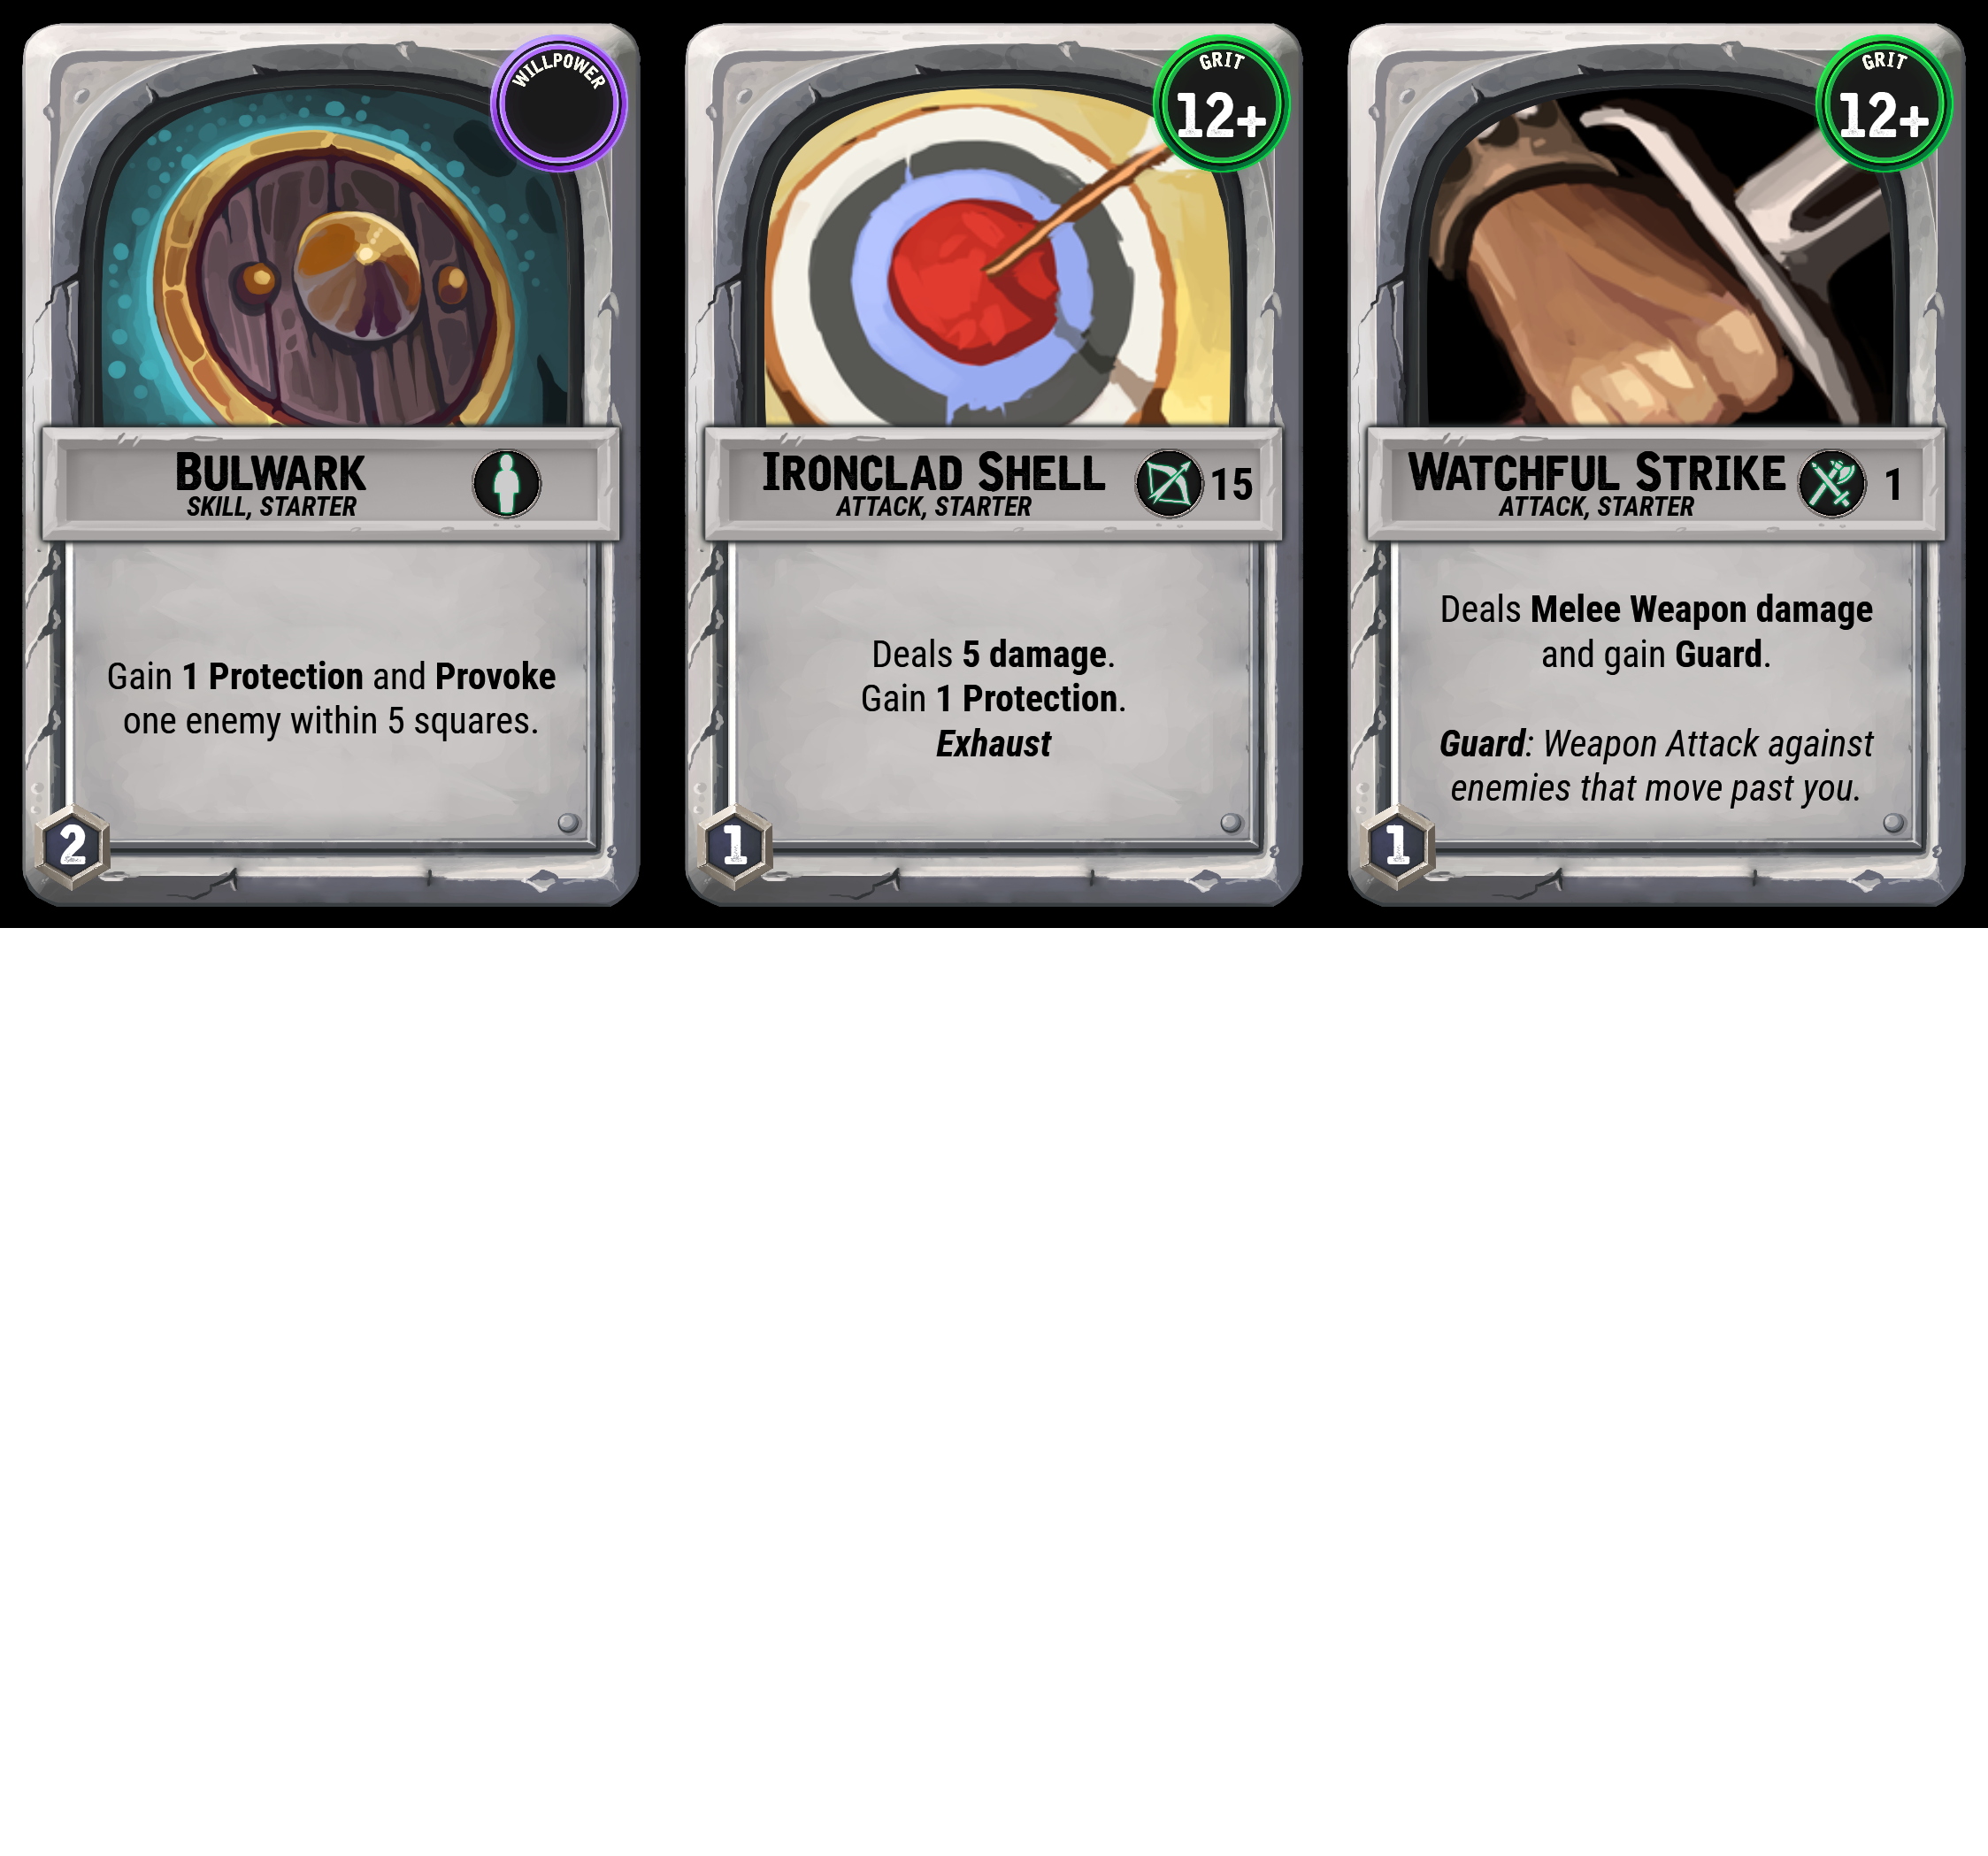 WILLPOWER
BULWARK
SKILL, STARTER
Gain 1 Protection and Provoke
one enemy within 5 squares.
2
GRIT
12+
IRONCLAD SHELL
15
ATTACK, STARTER
Deals 5 damage.
Gain 1 Protection.
Exhaust
1
GRIT
12+
WATCHFUL STRIKE
1
ATTACK, STARTER
Deals Melee Weapon damage
and gain Guard.
Guard: Weapon Attack against
enemies that move past you.
1